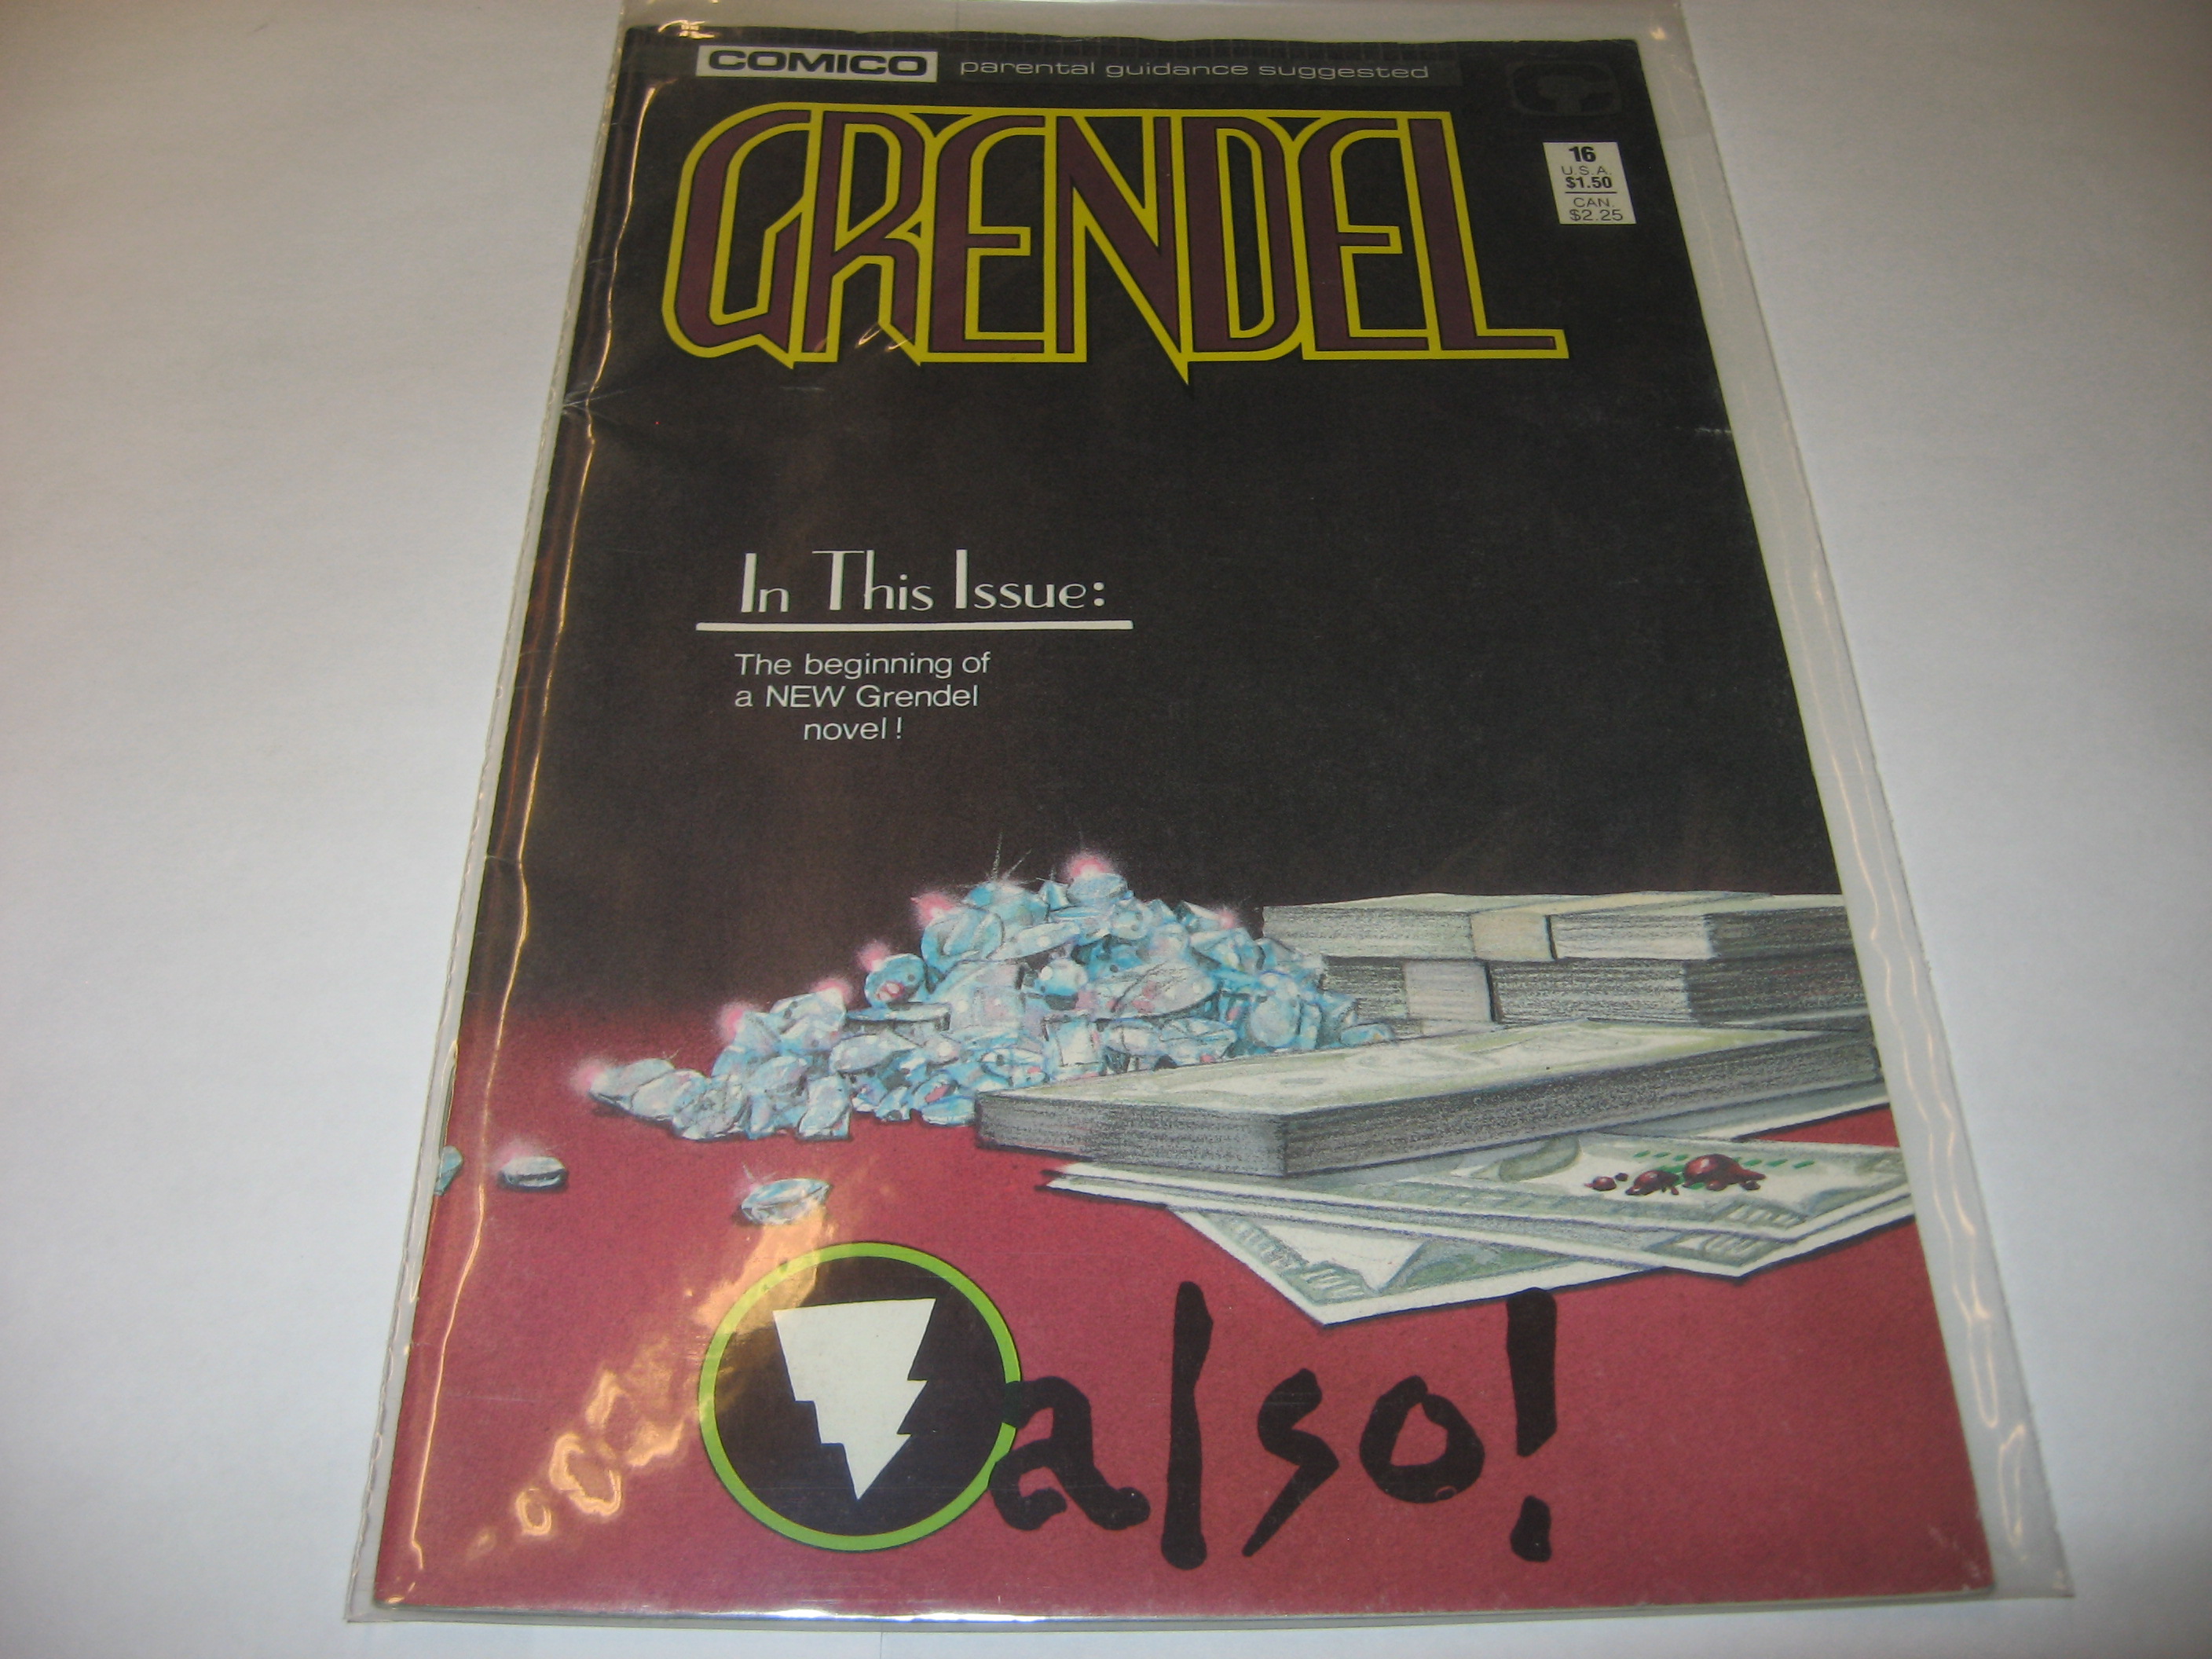 COMICO parental guidance suggested
GRENDEL
16
U.S.A.
$1.50
CAN.
$2.25
In This Issue:
The beginning of
a NEW Grendel
novel!
also!